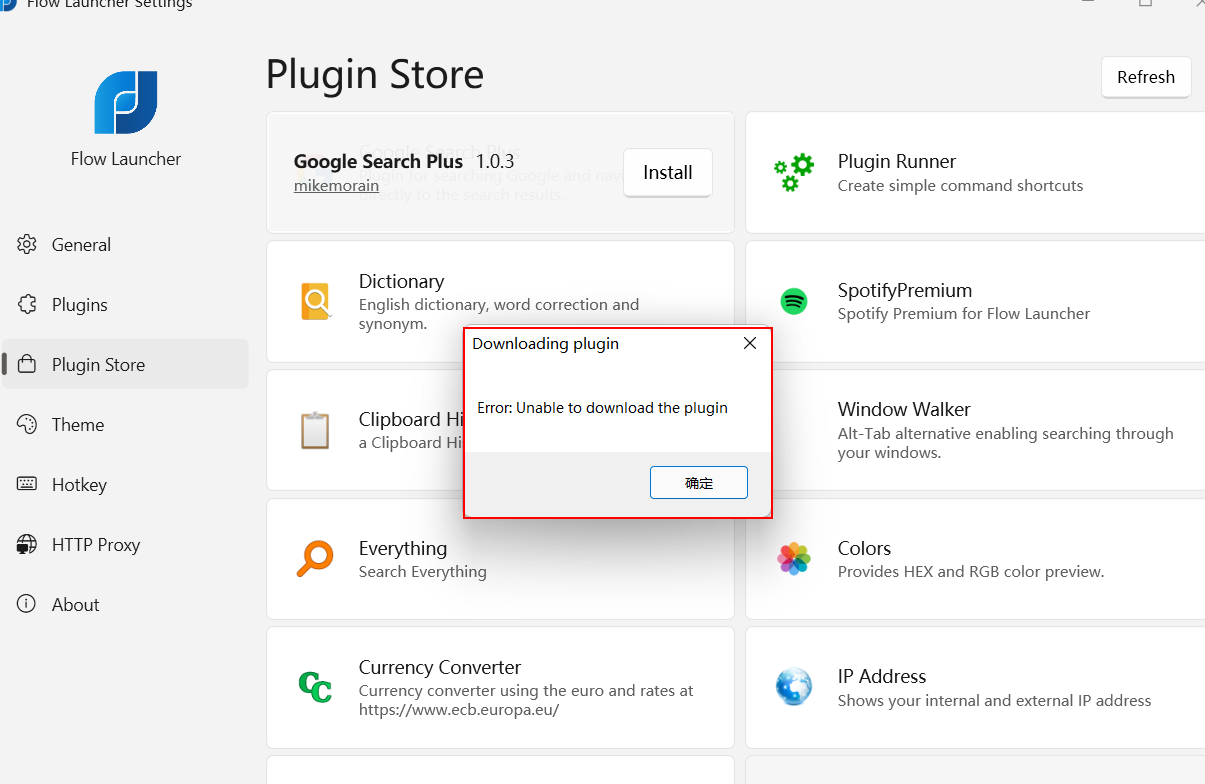 Flow Launcher Settings
Flow Launcher
General
Plugins
Plugin Store
Theme
Hotkey
HTTP Proxy
About
Plugin Store
Refresh
Google Search Plus
Plugin for searching Google and nav
directly to the search results.
Google Search Plus 1.0.3
mikemorain
Install
Plugin Runner
Create simple command shortcuts
Dictionary
English dictionary, word correction and
synonym.
SpotifyPremium
Spotify Premium for Flow Launcher
Clipboard Hi
a Clipboard Hi
Window Walker
Alt-Tab alternative enabling searching through
your windows.
Downloading plugin
Error: Unable to download the plugin
确定
Everything
Search Everything
Colors
Provides HEX and RGB color preview.
Currency Converter
Currency converter using the euro and rates at
https://www.ecb.europa.eu/
IP Address
Shows your internal and external IP address